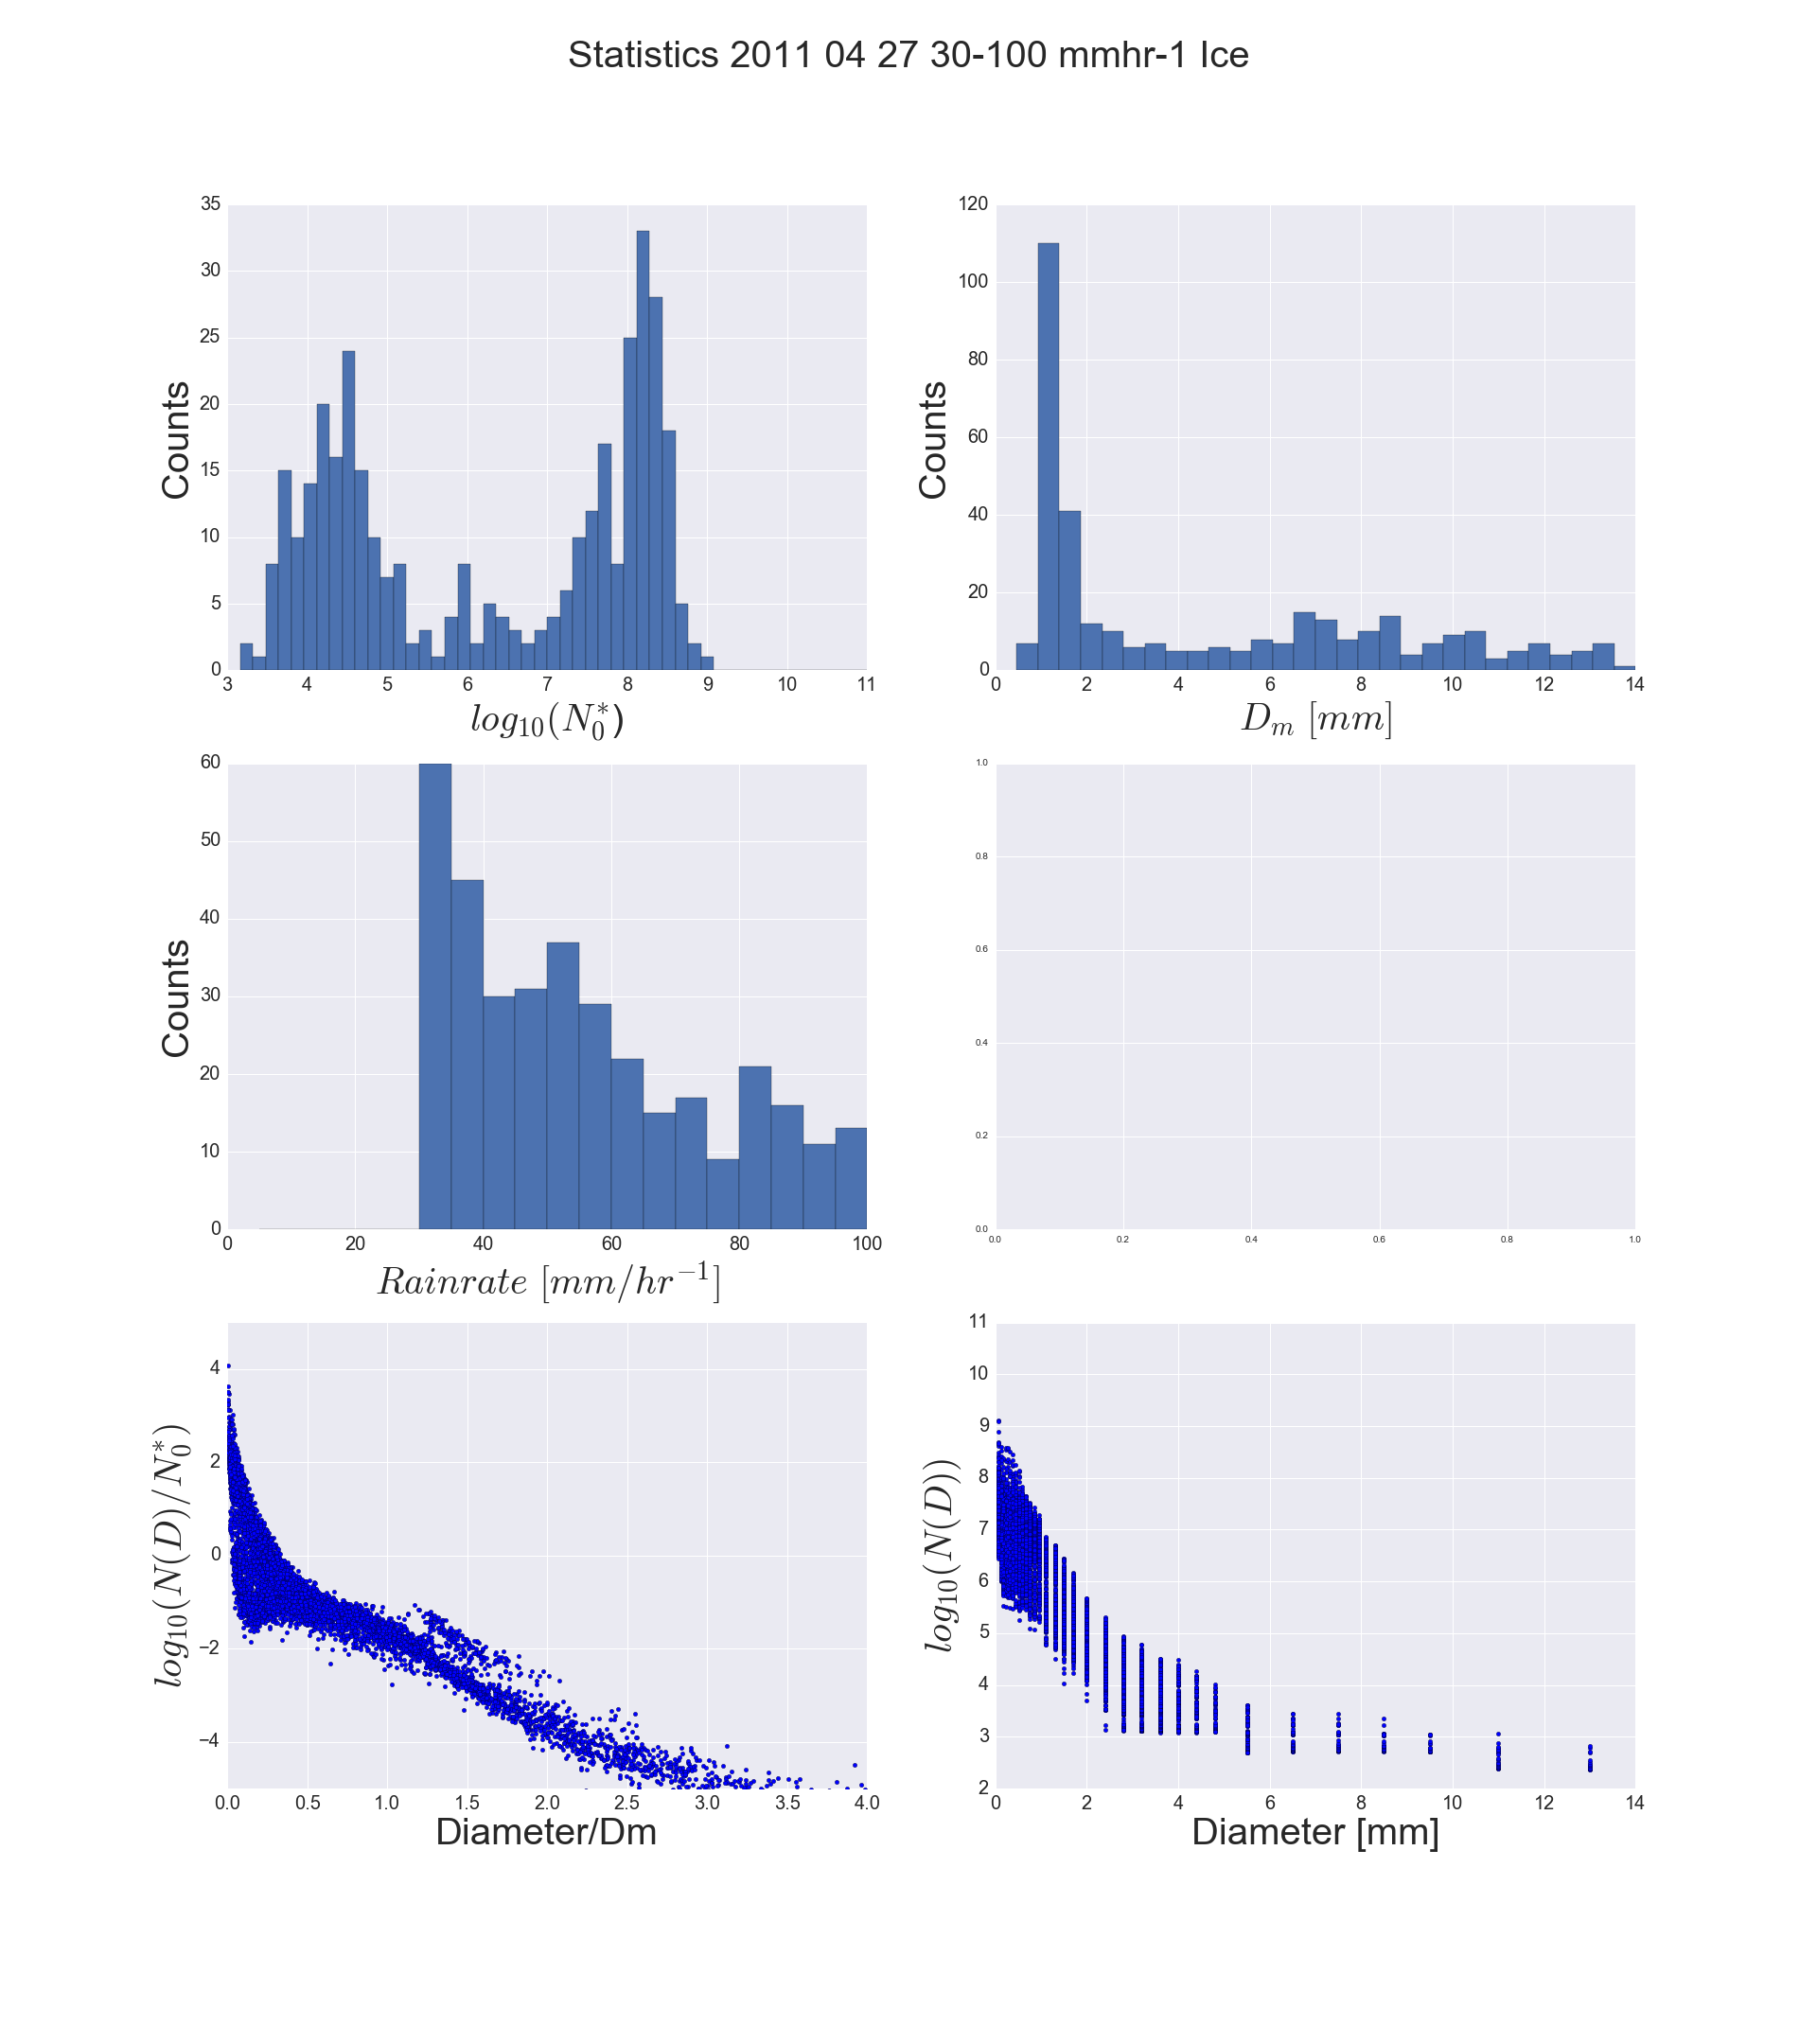 Statistics 2011 04 27 30-100 mmhr-1 Ice
35
30
25
20
15
10
5
0
Counts
3 4 5 6 7 8 9 10 11
log10(N0*)
120
100
80
60
40
20
0
Counts
0 2 4 6 8 10 12 14
Dm [mm]
60
50
40
30
20
10
0
Counts
0 20 40 60 80 100
Rainrate [mm/hr−1]
1.0
0.8
0.6
0.4
0.2
0.0
0.0 0.2 0.4 0.6 0.8 1.0
4
2
0
−2
−4
log10(N(D)/N0*)
0.0 0.5 1.0 1.5 2.0 2.5 3.0 3.5 4.0
Diameter/Dm
11
10
9
8
7
6
5
4
3
2
log10(N(D))
0 2 4 6 8 10 12 14
Diameter [mm]